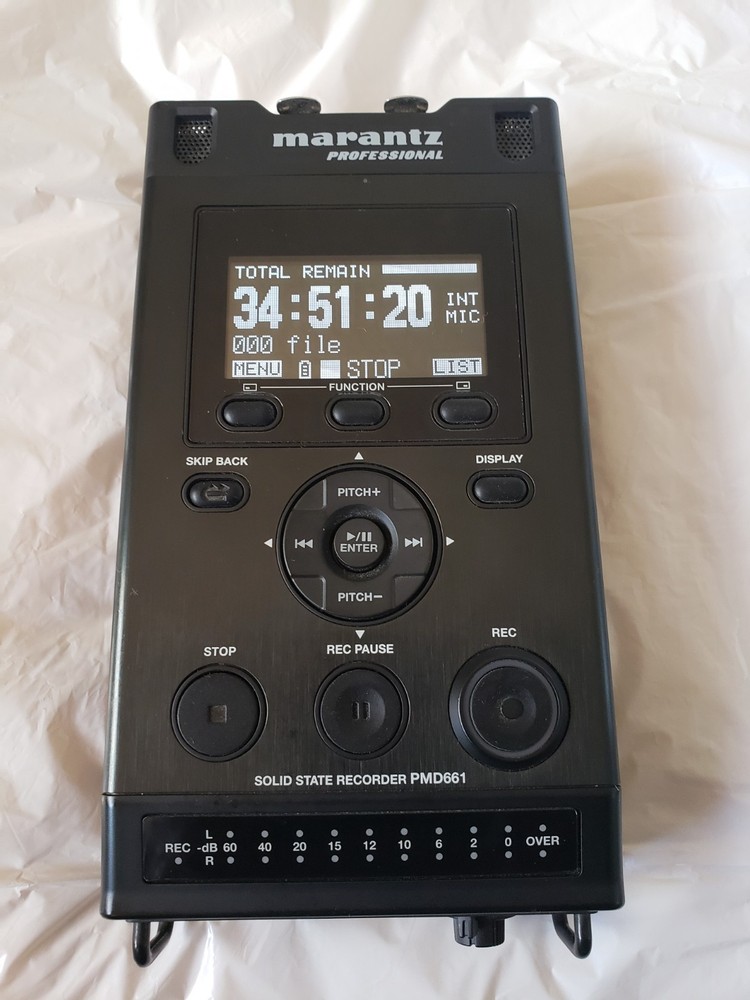 marantz
PROFESSIONAL
TOTAL REMAIN
34:51:20 INT MIC
000 file
MENU STOP LIST
FUNCTION
SKIP BACK DISPLAY
PITCH+
▶/II
ENTER
PITCH–
STOP REC PAUSE REC
SOLID STATE RECORDER PMD661
L
REC -dB 60 40 20 15 12 10 6 2 0 OVER
R